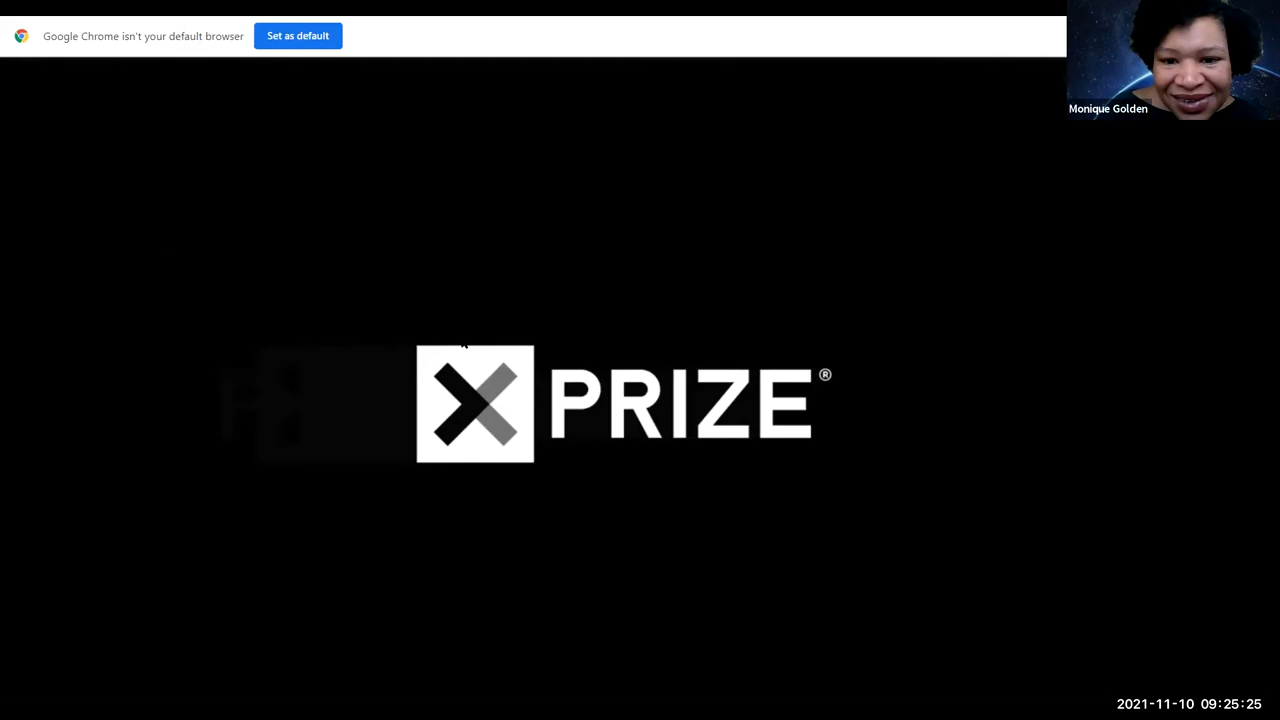 Google Chrome isn't your default browser
Set as default
Monique Golden
X PRIZE®
2021-11-10 09:25:25